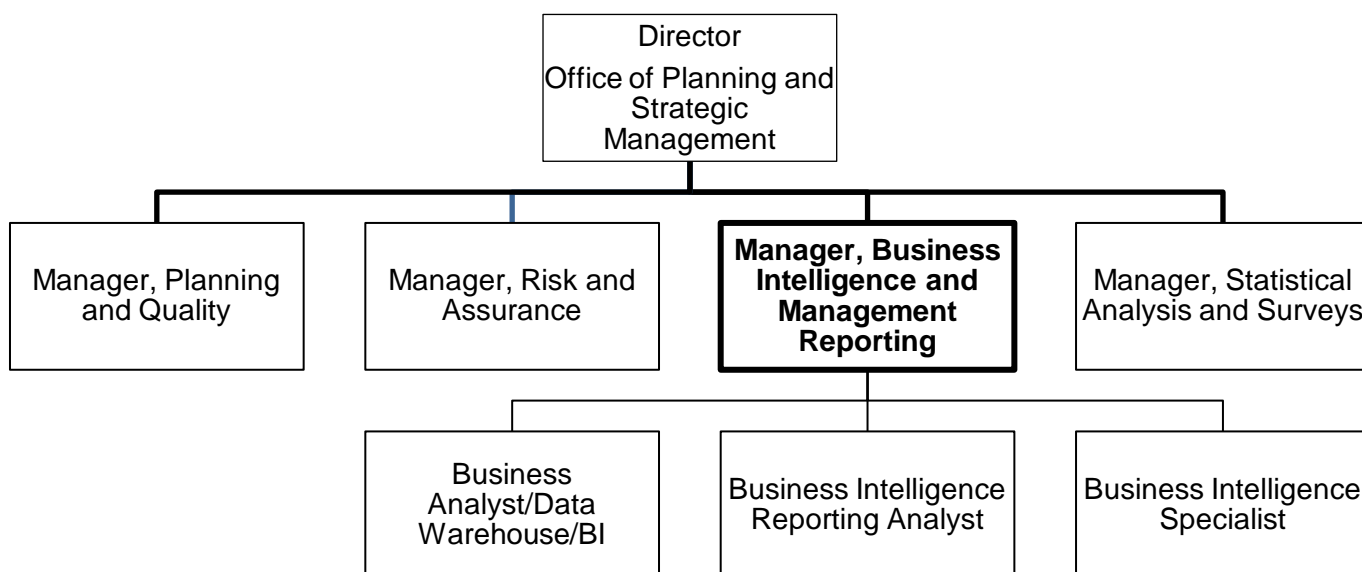 Director
Office of Planning and
Strategic
Management
Manager, Planning
and Quality
Manager, Risk and
Assurance
Manager, Business
Intelligence and
Management
Reporting
Manager, Statistical
Analysis and Surveys
Business
Analyst/Data
Warehouse/BI
Business Intelligence
Reporting Analyst
Business Intelligence
Specialist